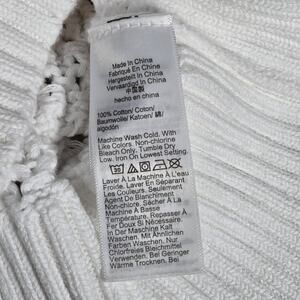 Made In China
Fabriqué En Chine
Hergestellt In China
Vervaardigd In China
中国製
hecho en china
100% Cotton/ Coton/
Baumwolle/ Katoen/ 綿/
algodón
Machine Wash Cold, With
Like Colors. Non-chlorine
Bleach Only. Tumble Dry
Low. Iron On Lowest Setting.
Laver À La Machine À L'eau
Froide. Laver En Séparant
Les Couleurs. Seulement
Agent De Blanchiment
Non-chlore. Sécher À La
Machine À Basse
Température. Repasser À
Fer Doux Si Nécessaire.
In Der Maschine Kalt
Waschen. Mit Ähnlichen
Farben Waschen. Nur
Chlorfreies Bleichmittel
Verwenden. Bei Geringer
Wärme Trocknen. Bei